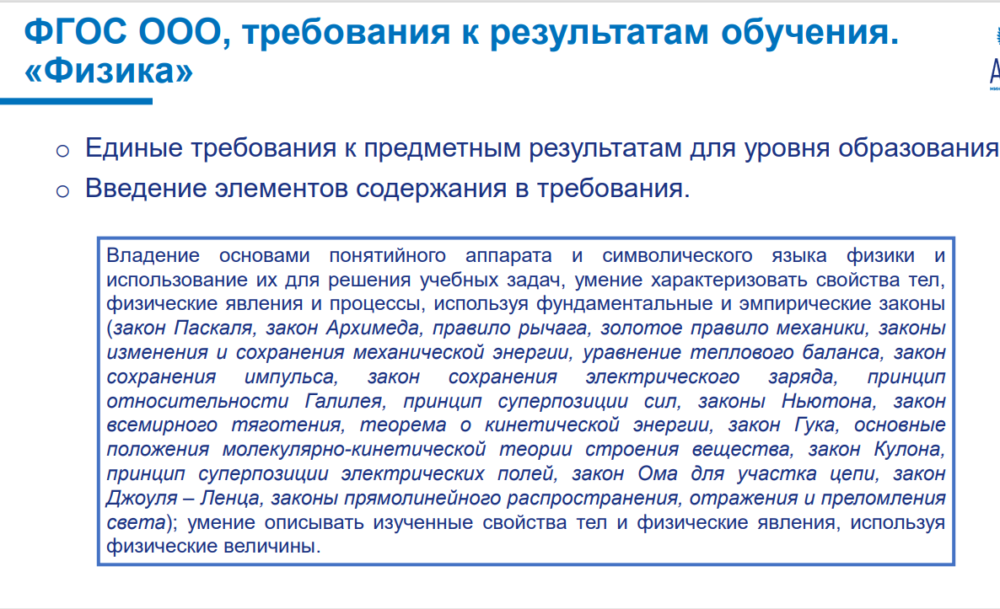 ФГОС ООО, требования к результатам обучения.
«Физика»
○ Единые требования к предметным результатам для уровня образования
○ Введение элементов содержания в требования.
Владение основами понятийного аппарата и символического языка физики и
использование их для решения учебных задач, умение характеризовать свойства тел,
физические явления и процессы, используя фундаментальные и эмпирические законы
(закон Паскаля, закон Архимеда, правило рычага, золотое правило механики, законы
изменения и сохранения механической энергии, уравнение теплового баланса, закон
сохранения импульса, закон сохранения электрического заряда, принцип
относительности Галилея, принцип суперпозиции сил, законы Ньютона, закон
всемирного тяготения, теорема о кинетической энергии, закон Гука, основные
положения молекулярно-кинетической теории строения вещества, закон Кулона,
принцип суперпозиции электрических полей, закон Ома для участка цепи, закон
Джоуля – Ленца, законы прямолинейного распространения, отражения и преломления
света); умение описывать изученные свойства тел и физические явления, используя
физические величины.